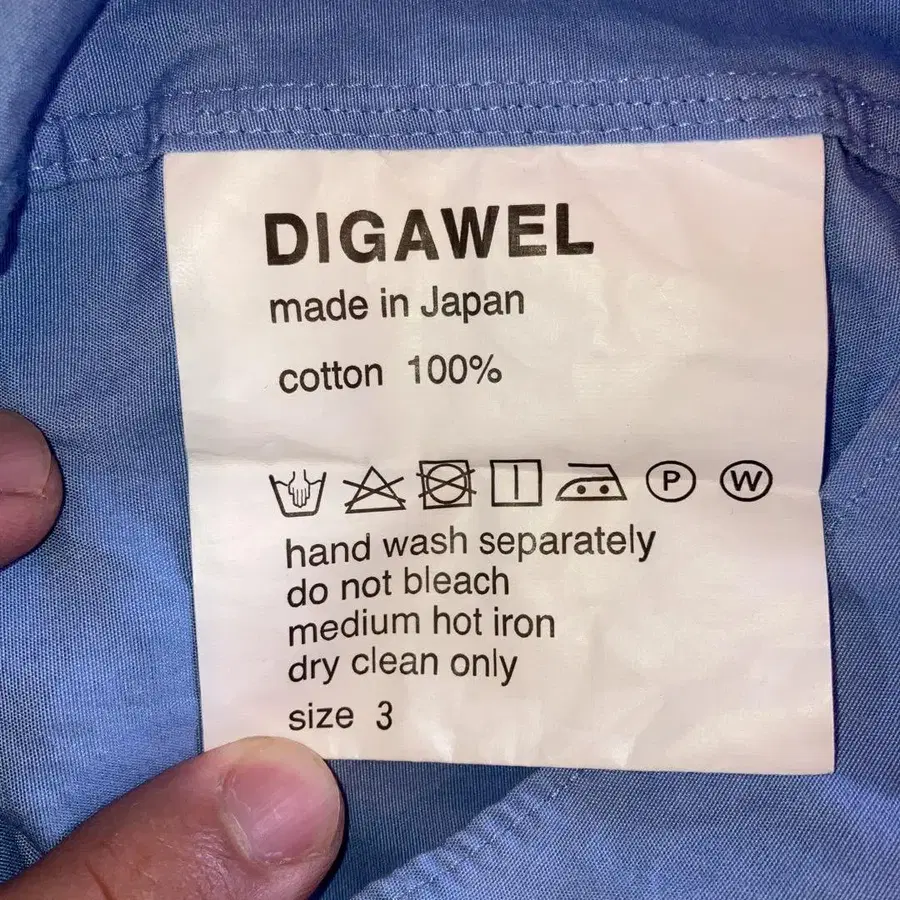 DIGAWEL
made in Japan
cotton 100%
P W
hand wash separately
do not bleach
medium hot iron
dry clean only
size 3